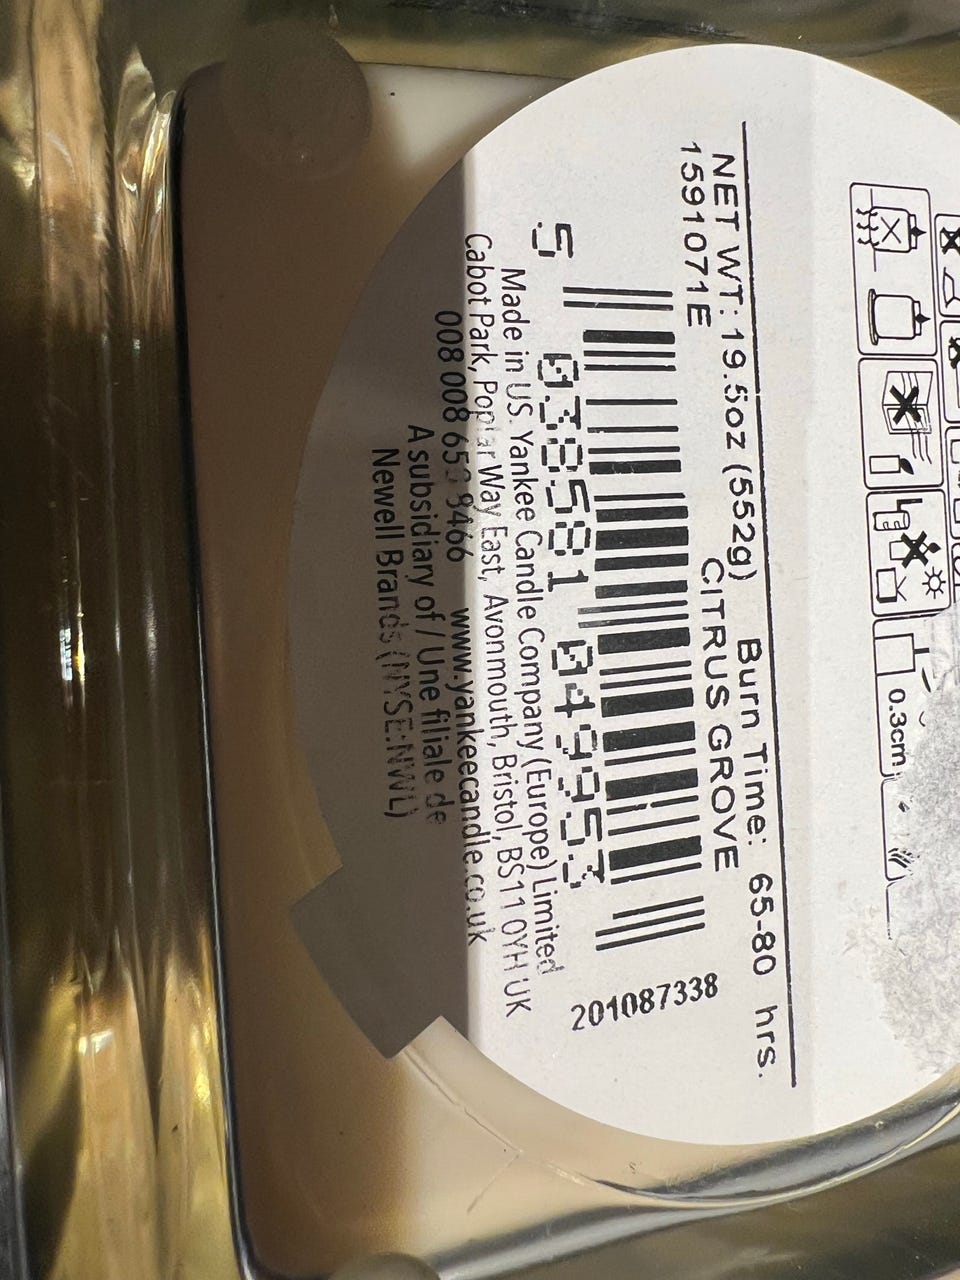 0.3cm
NET WT: 19.5oz (552g) Burn Time: 65-80 hrs.
1591071E CITRUS GROVE
201087338
5 038581 049953
Made in US. Yankee Candle Company (Europe) Limited
Cabot Park, Poplar Way East, Avonmouth, Bristol, BS11 0YH UK
008 008 www.yankeecandle.co.uk
A subsidiary of / Une filiale de
Newell Brands (NYSE:NWL)